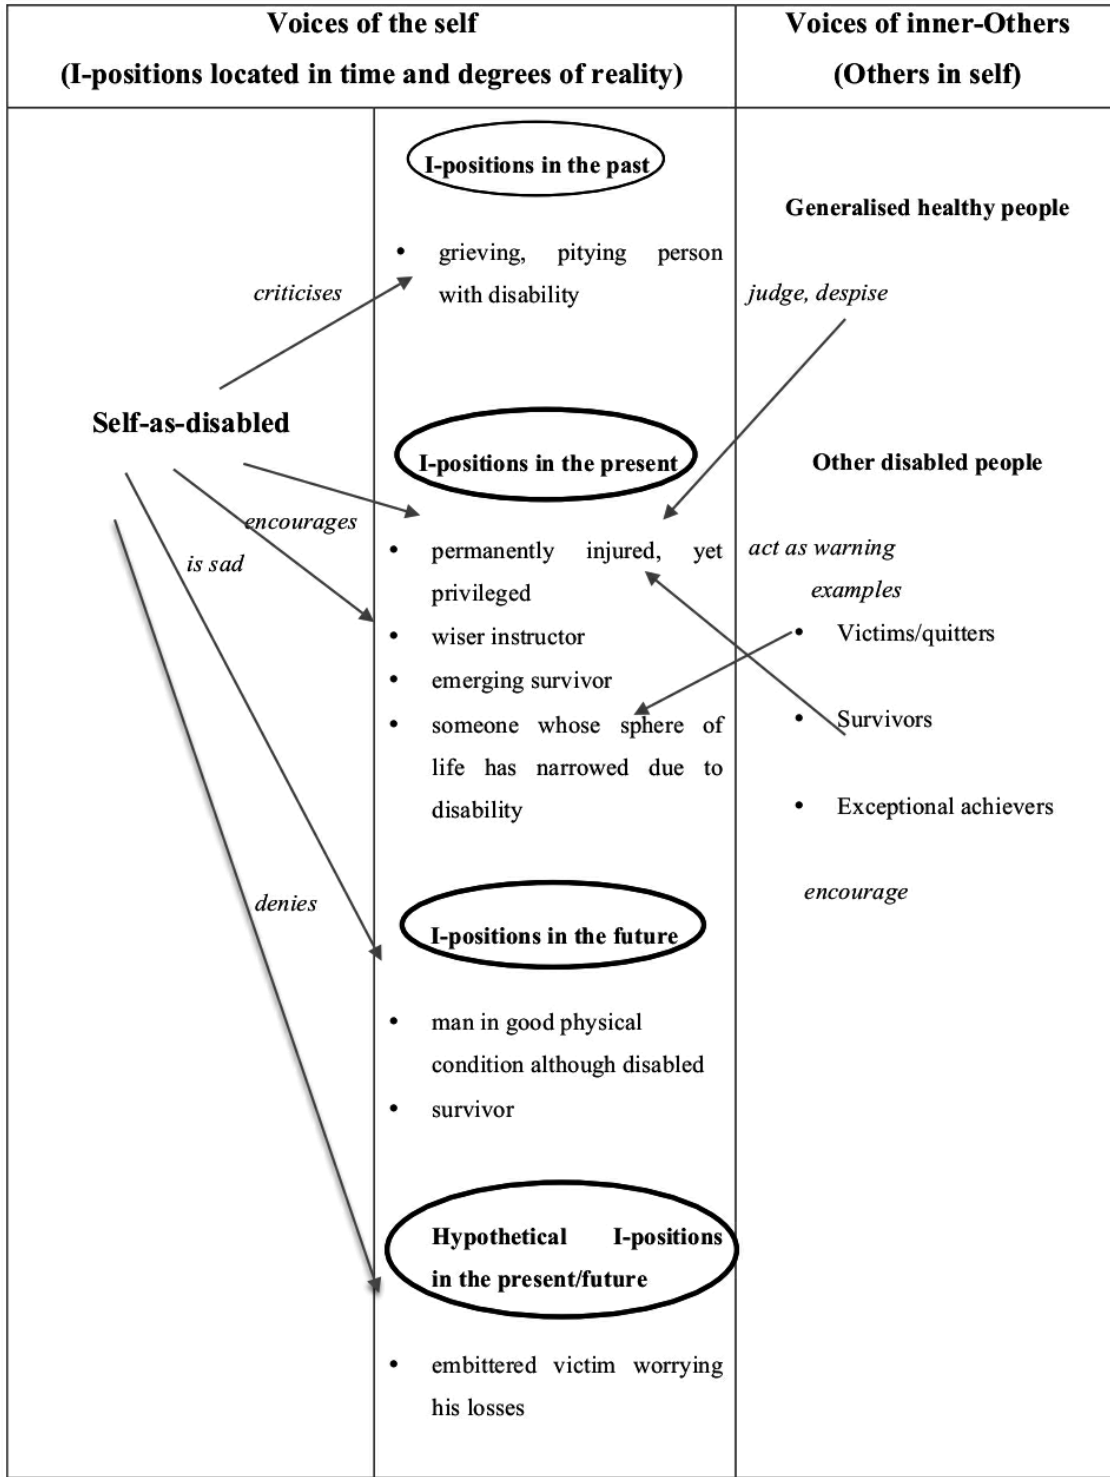 Voices of the self
(I-positions located in time and degrees of reality)
Voices of inner-Others
(Others in self)
criticises
Self-as-disabled
encourages
is sad
denies
I-positions in the past
• grieving, pitying person
with disability
I-positions in the present
• permanently injured, yet
privileged
• wiser instructor
• emerging survivor
• someone whose sphere of
life has narrowed due to
disability
I-positions in the future
• man in good physical
condition although disabled
• survivor
Hypothetical I-positions
in the present/future
• embittered victim worrying
his losses
Generalised healthy people
judge, despise
Other disabled people
act as warning
examples
• Victims/quitters
• Survivors
• Exceptional achievers
encourage